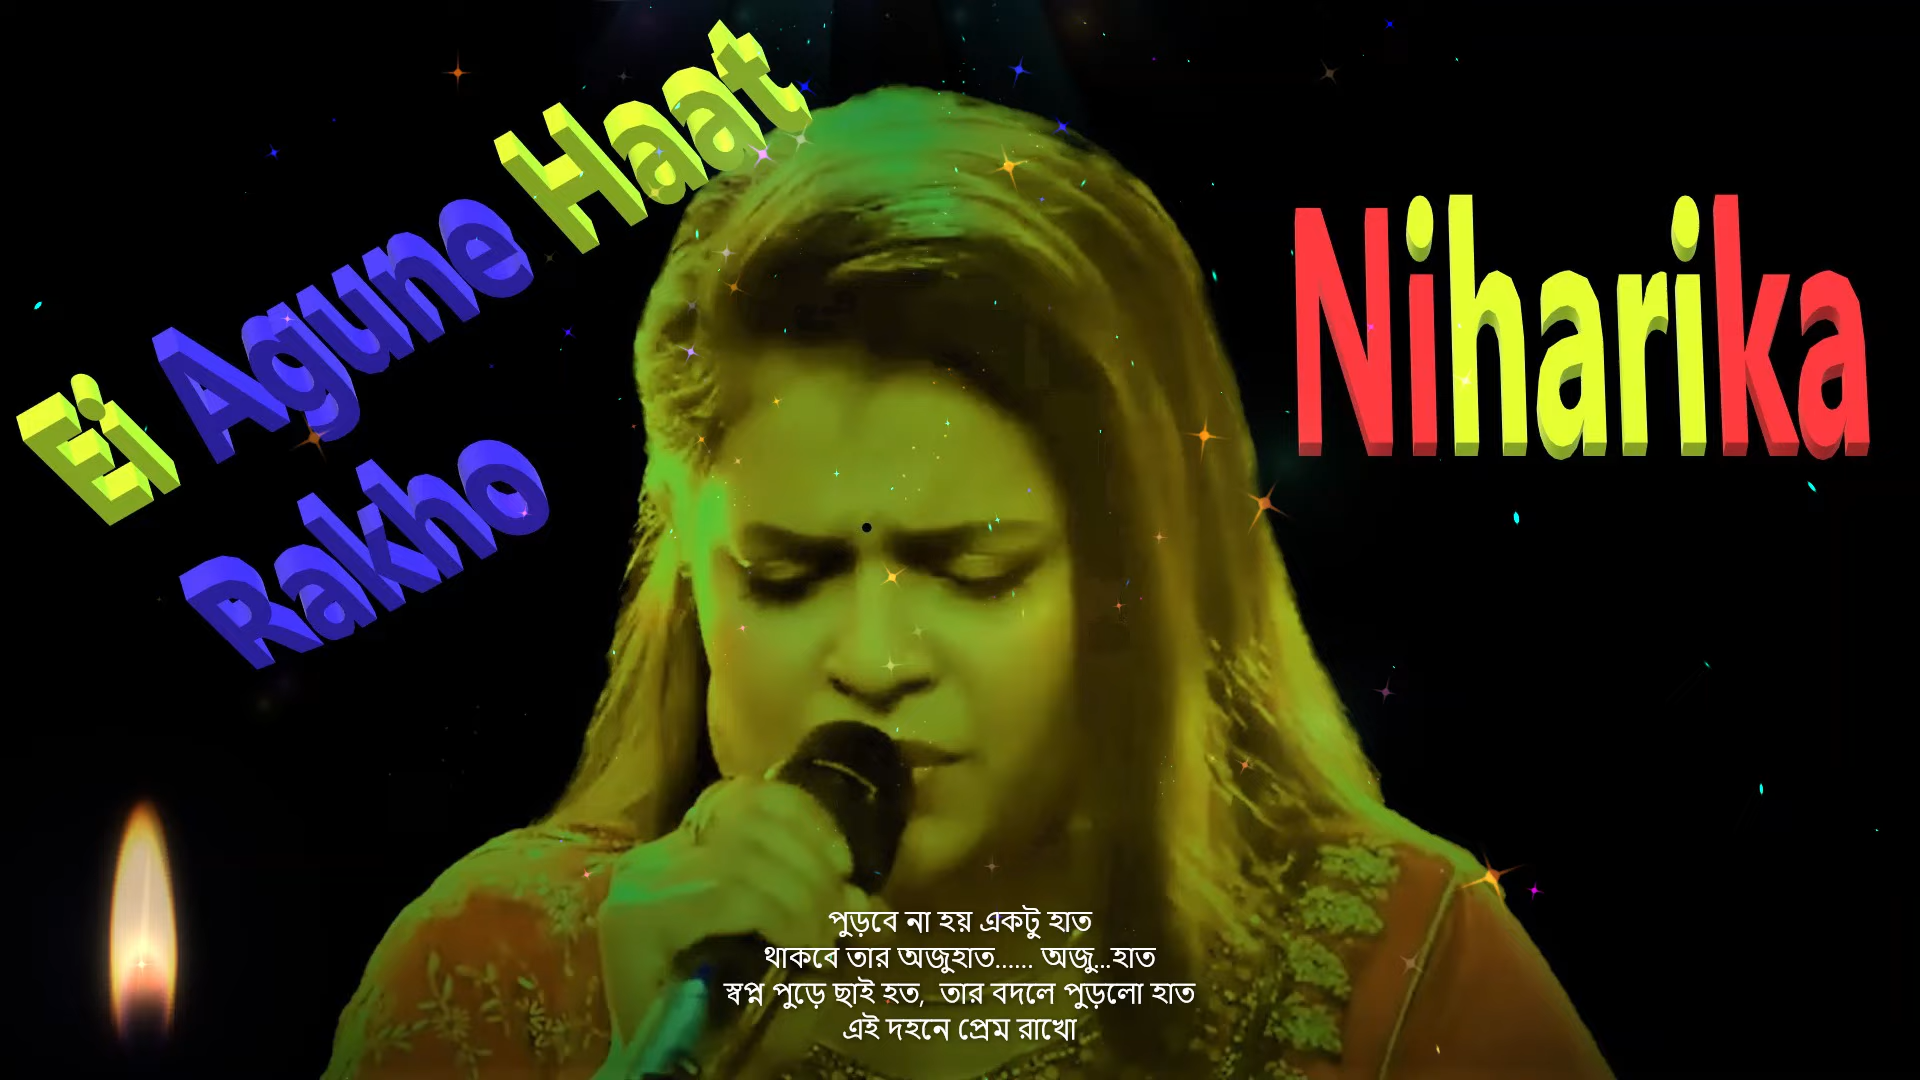 Ei Agune Haat
Rakho
Niharika
পুড়বে না হয় একটু হাত
থাকবে তার অজুহাত...... অজু...হাত
স্বপ্ন পুড়ে ছাই হত,  তার বদলে পুড়লো হাত
এই দহনে প্রেম রাখো